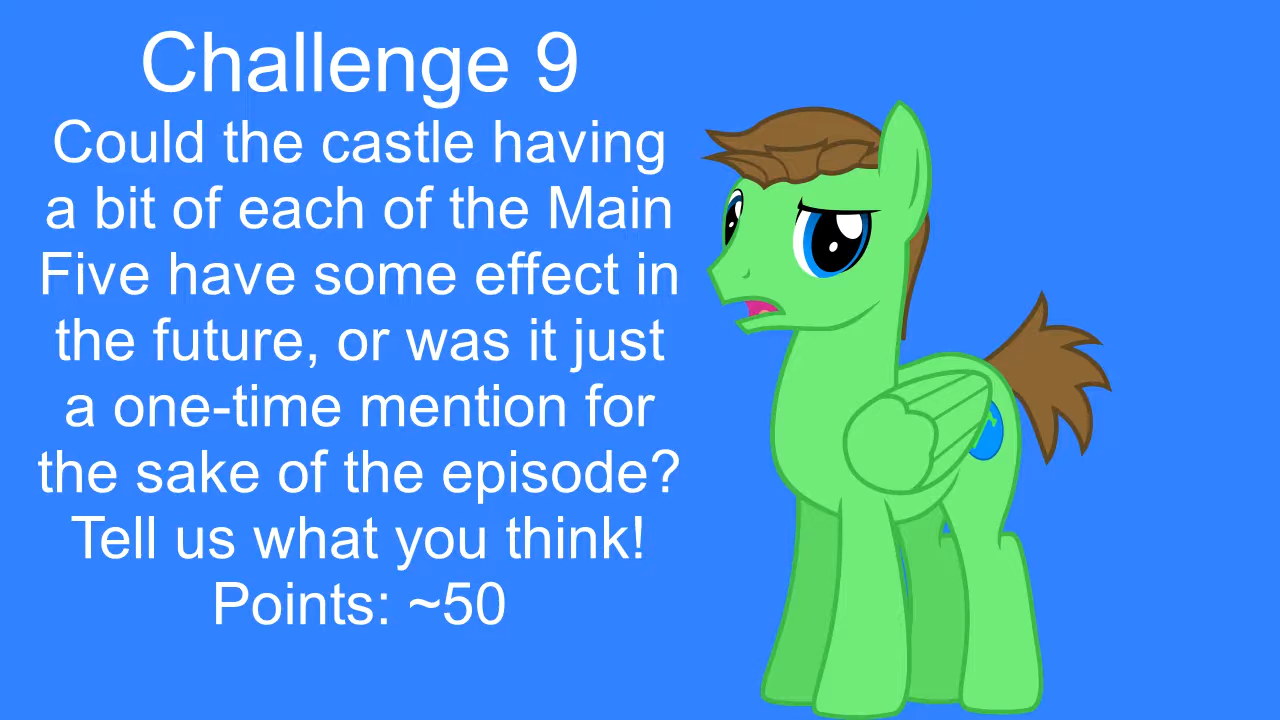 Challenge 9
Could the castle having
a bit of each of the Main
Five have some effect in
the future, or was it just
a one-time mention for
the sake of the episode?
Tell us what you think!
Points: ~50